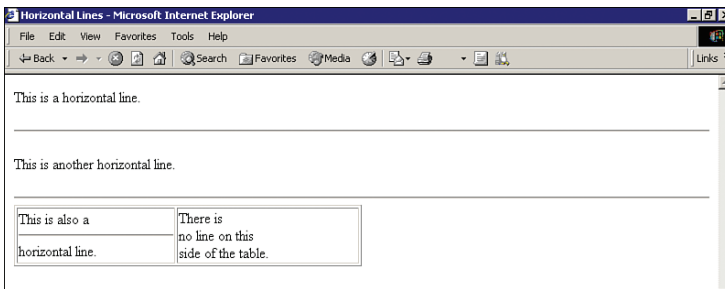 Horizontal Lines - Microsoft Internet Explorer
File Edit View Favorites Tools Help
Back Search Favorites Media Links
This is a horizontal line.
This is another horizontal line.
This is also a
horizontal line.
There is
no line on this
side of the table.